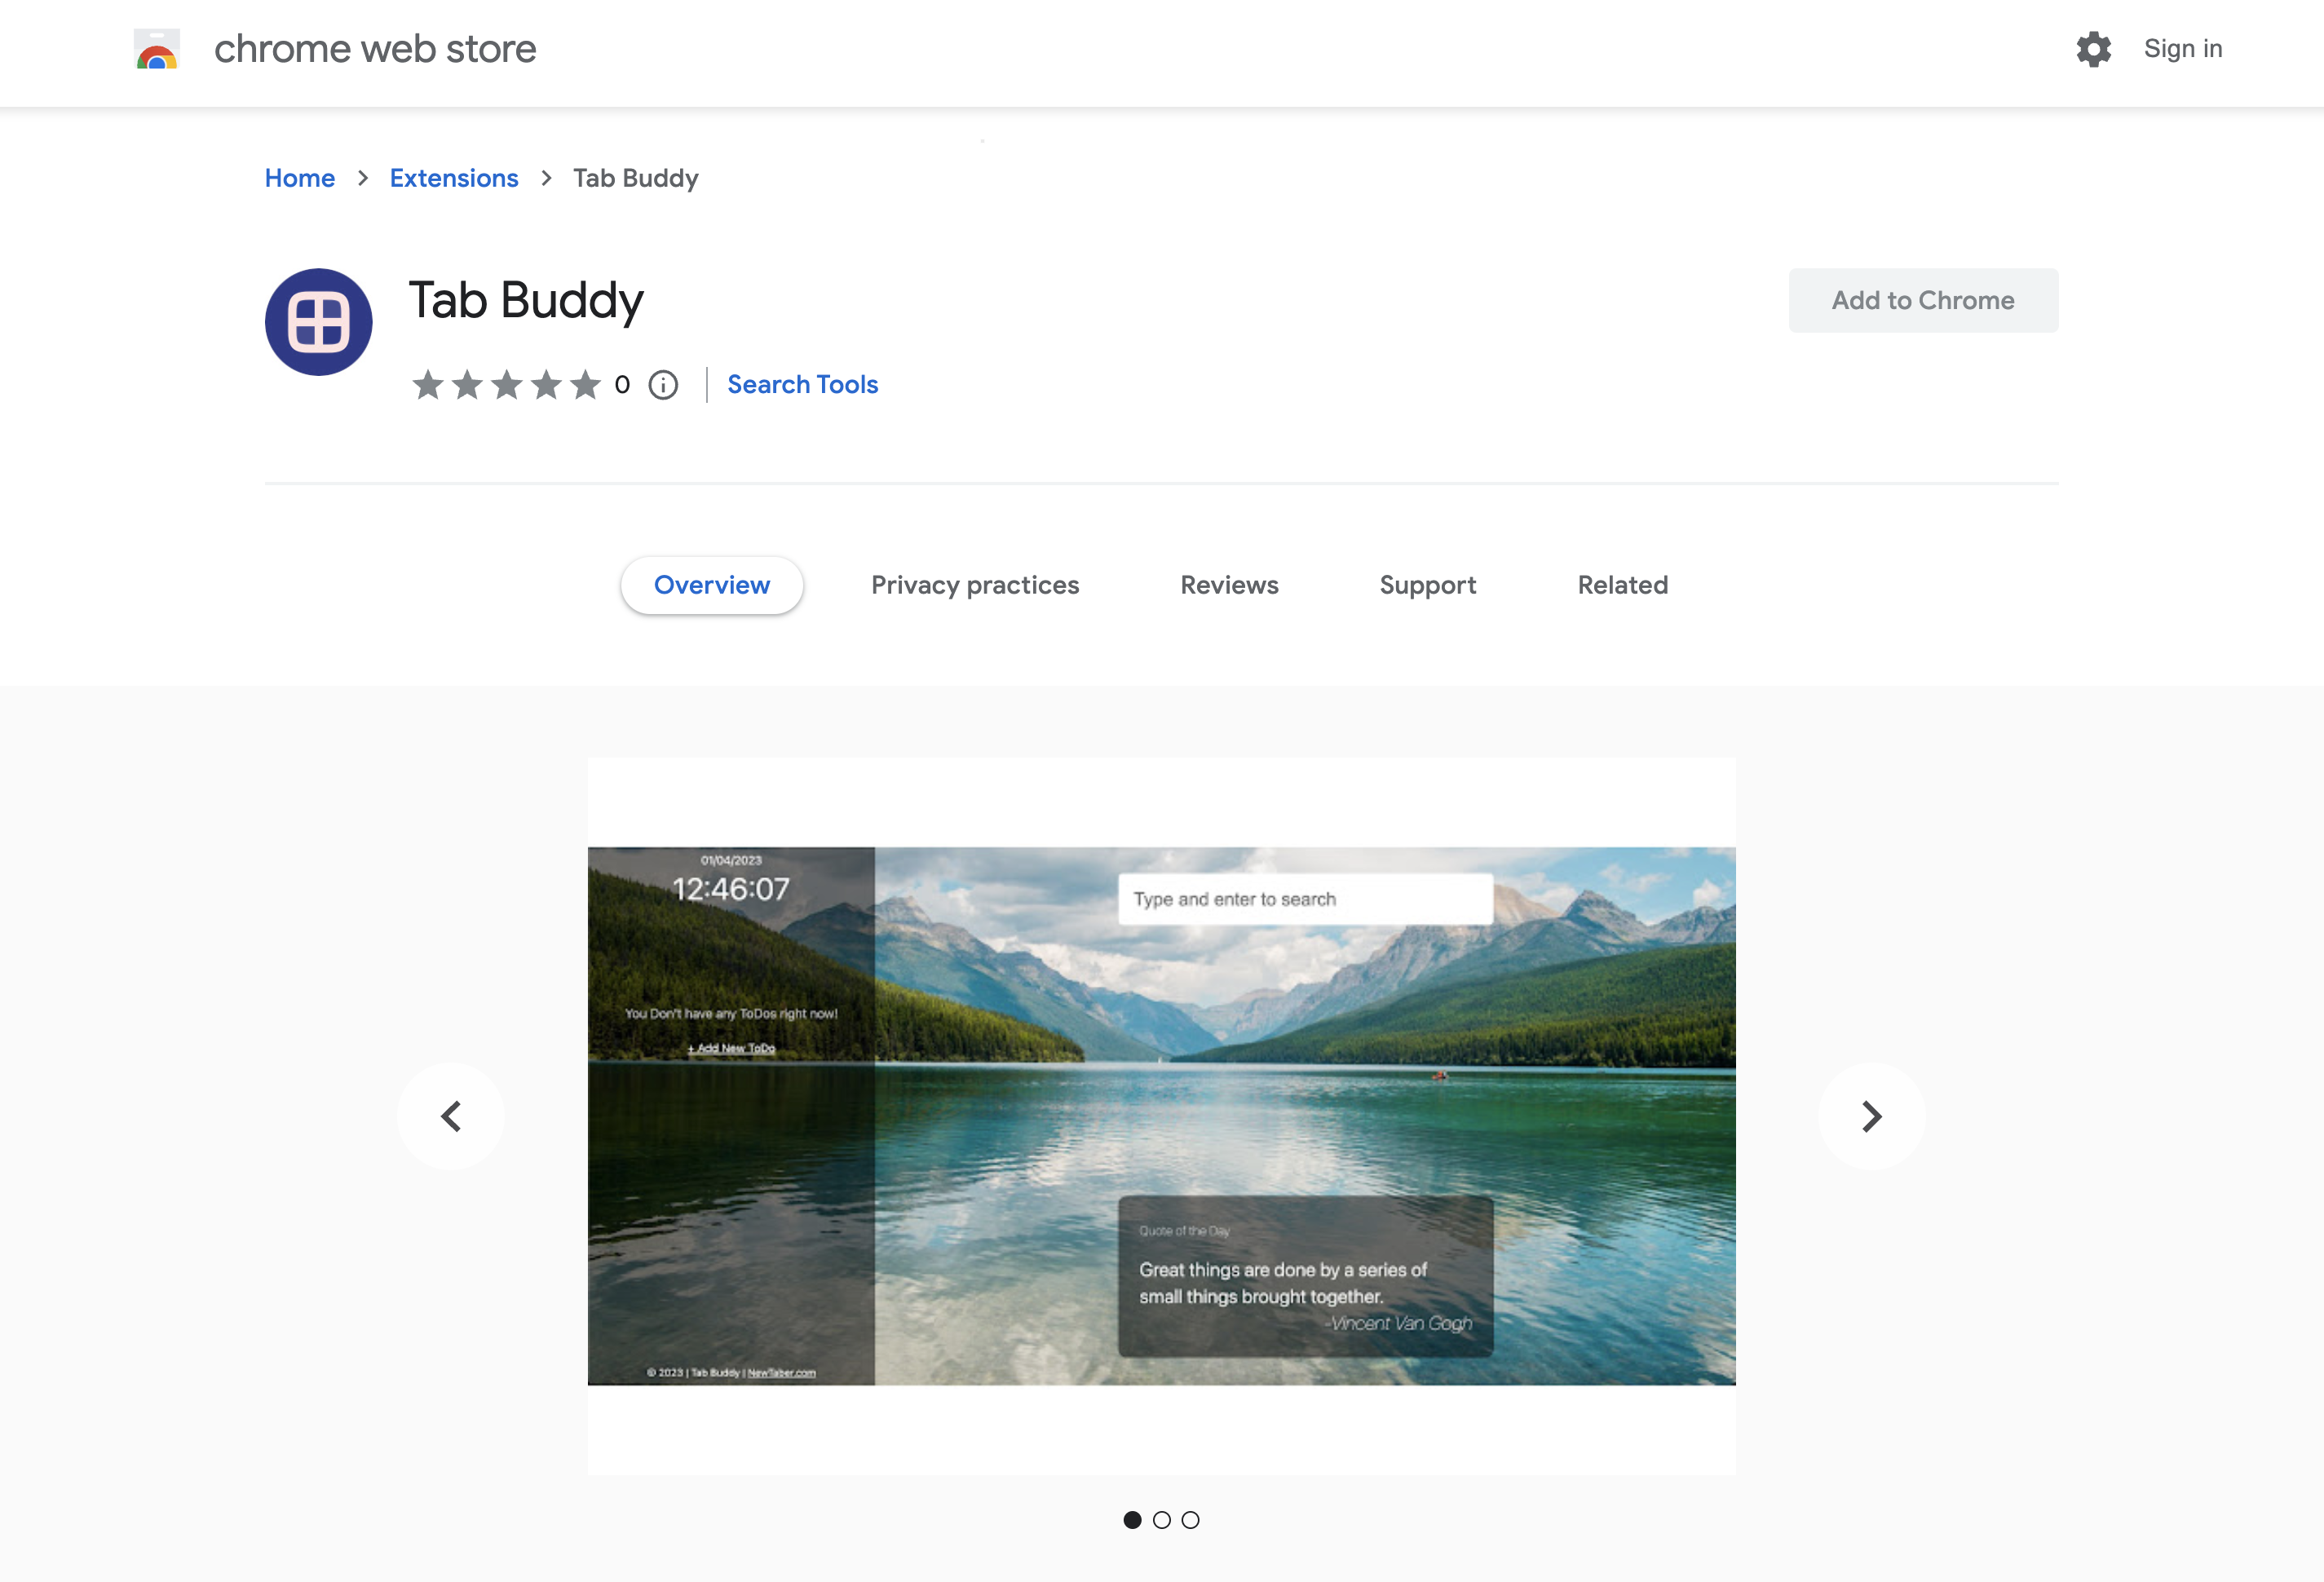 chrome web store
Sign in
Home > Extensions > Tab Buddy
Tab Buddy
Add to Chrome
0
Search Tools
Overview
Privacy practices
Reviews
Support
Related
01/04/2023
12:46:07
Type and enter to search
You Don't have any ToDos right now!
+ Add New ToDo
Quote of the Day
Great things are done by a series of
small things brought together.
-Vincent Van Gogh
© 2023 | Tab Buddy | NewTaber.com